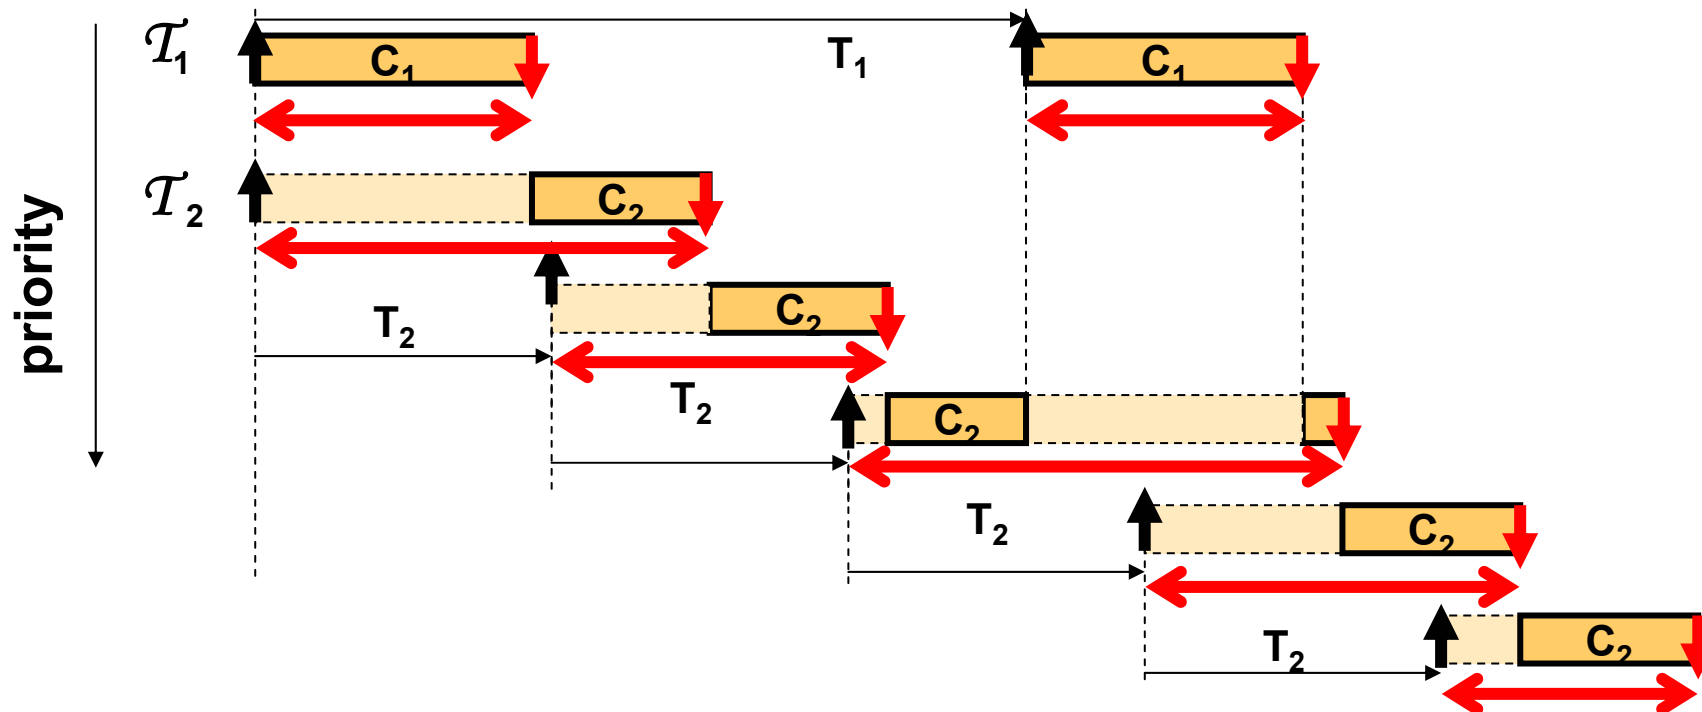 priority
𝒯₁
C₁
T₁
C₁
𝒯₂
C₂
T₂
C₂
T₂
C₂
T₂
C₂
T₂
C₂